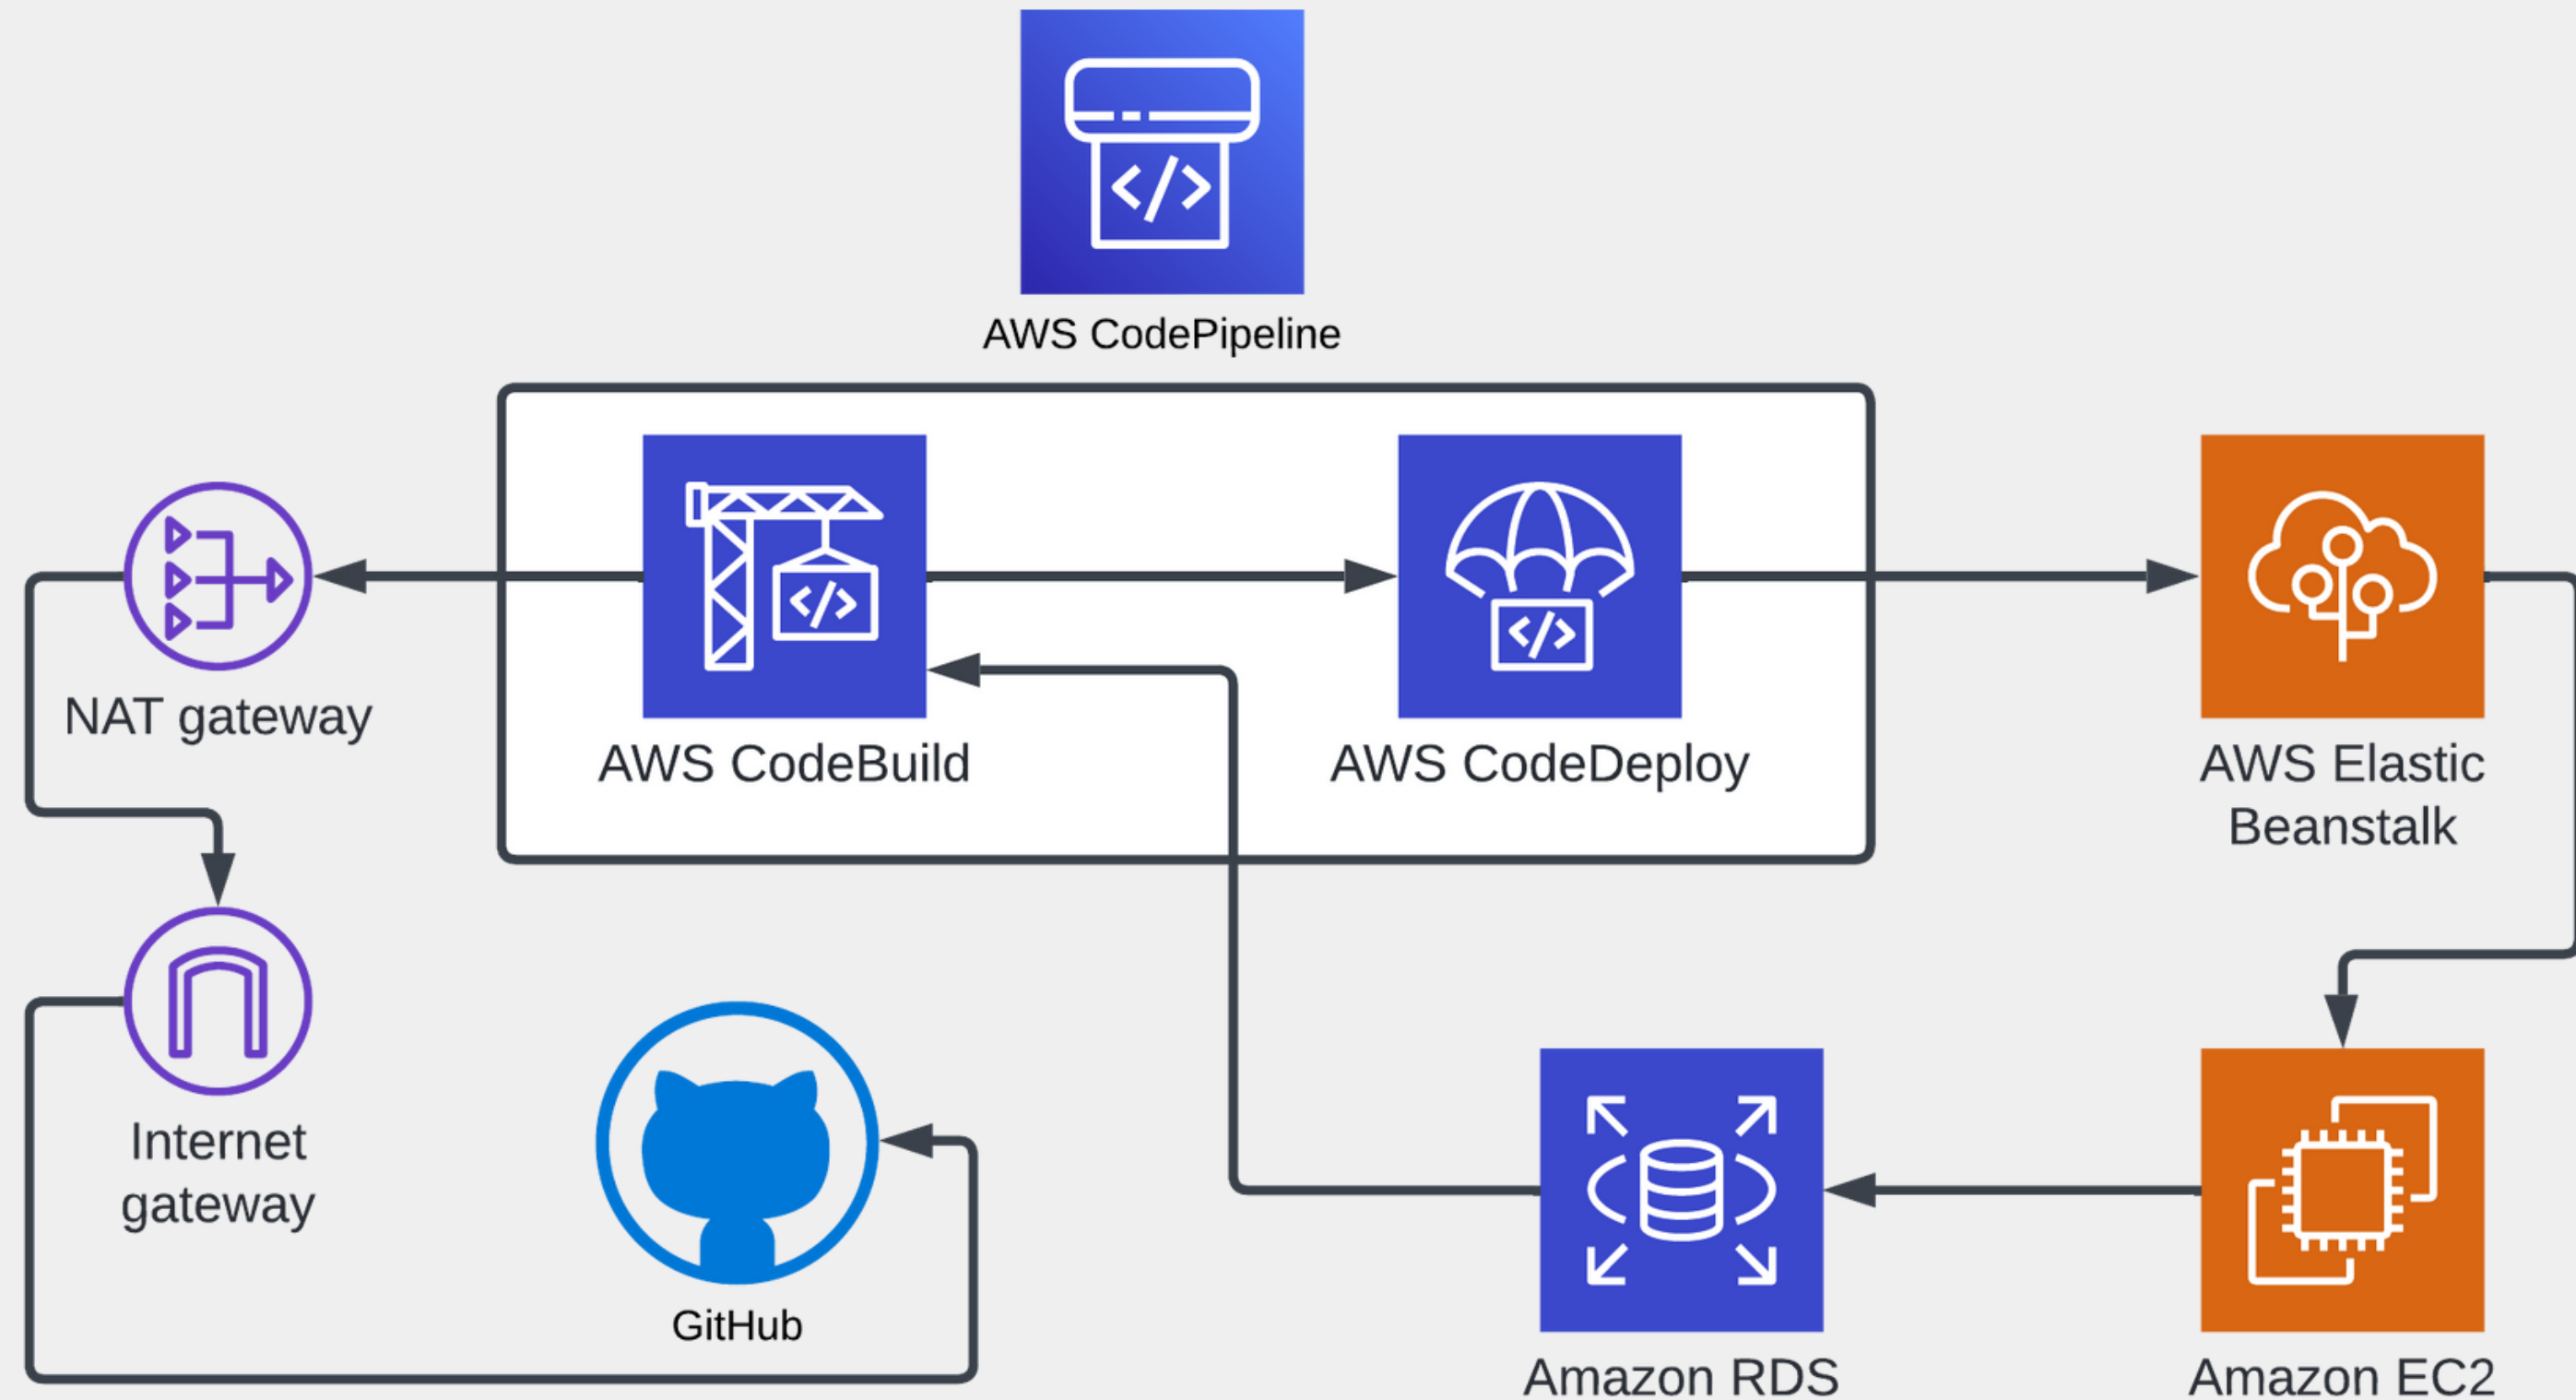 AWS CodePipeline
NAT gateway
AWS CodeBuild
AWS CodeDeploy
AWS Elastic
Beanstalk
Internet
gateway
GitHub
Amazon RDS
Amazon EC2